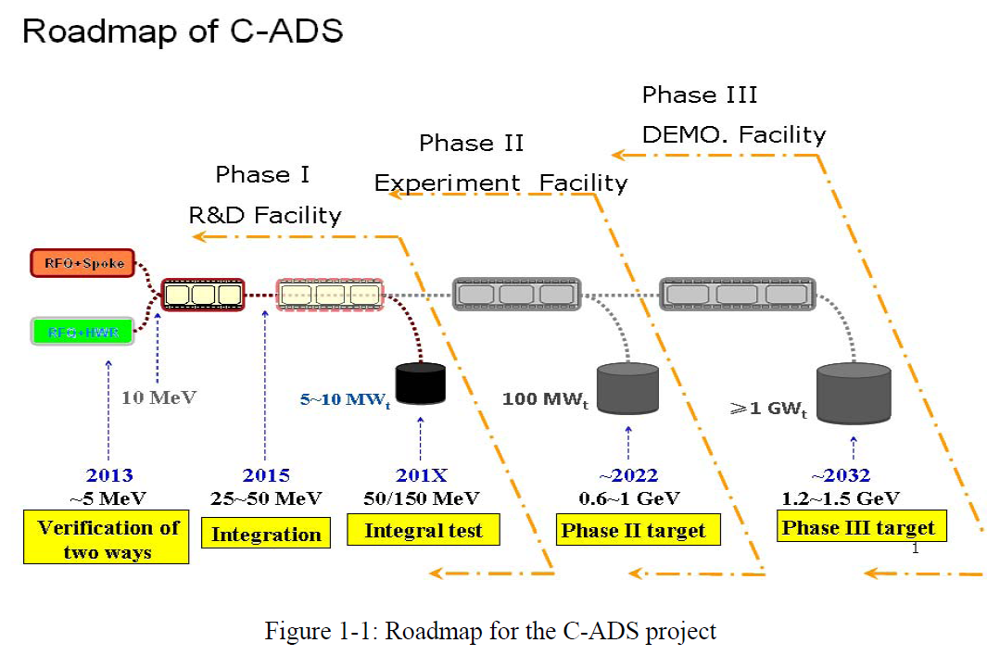 Roadmap of C-ADS
Phase III
DEMO. Facility
Phase II
Experiment Facility
Phase I
R&D Facility
RFQ+Spoke
RFQ+HWR
10 MeV
5~10 MWt
100 MWt
⩾1 GWt
2013
~5 MeV
Verification of
two ways
2015
25~50 MeV
Integration
201X
50/150 MeV
Integral test
~2022
0.6~1 GeV
Phase II target
~2032
1.2~1.5 GeV
Phase III target
1
Figure 1-1: Roadmap for the C-ADS project